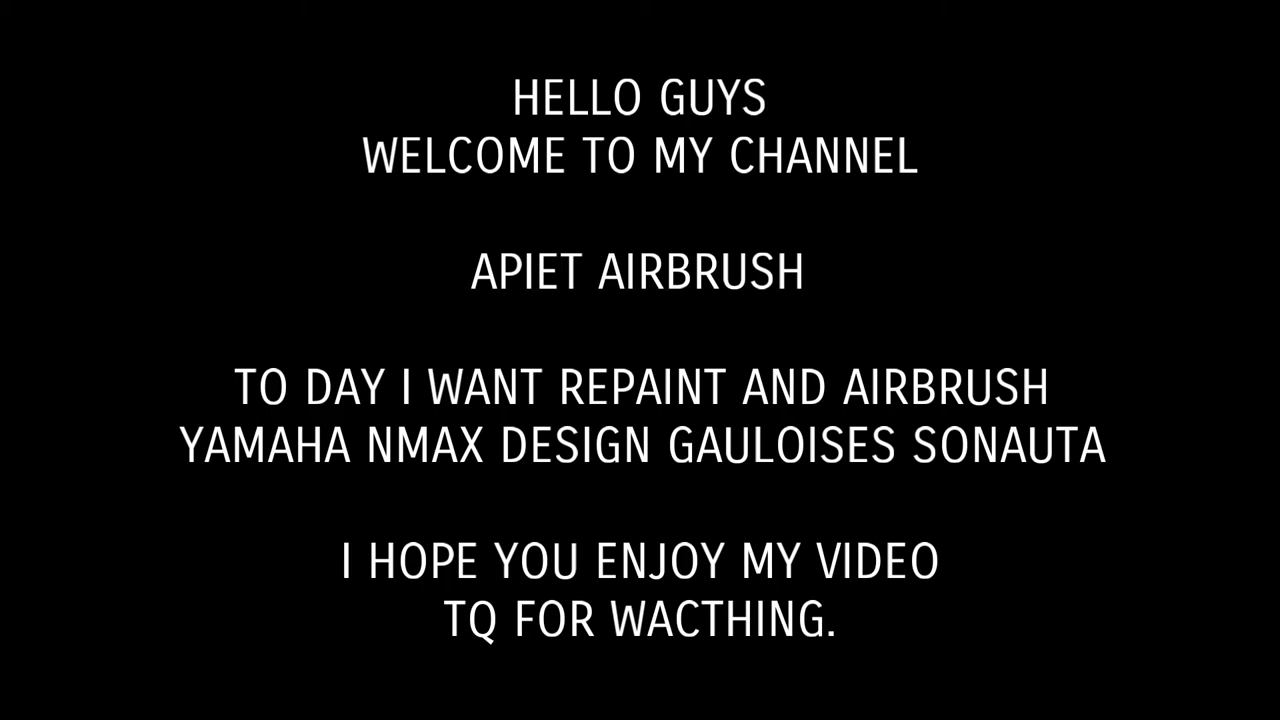 HELLO GUYS
WELCOME TO MY CHANNEL
APIET AIRBRUSH
TO DAY I WANT REPAINT AND AIRBRUSH
YAMAHA NMAX DESIGN GAULOISES SONAUTA
I HOPE YOU ENJOY MY VIDEO
TQ FOR WACTHING.